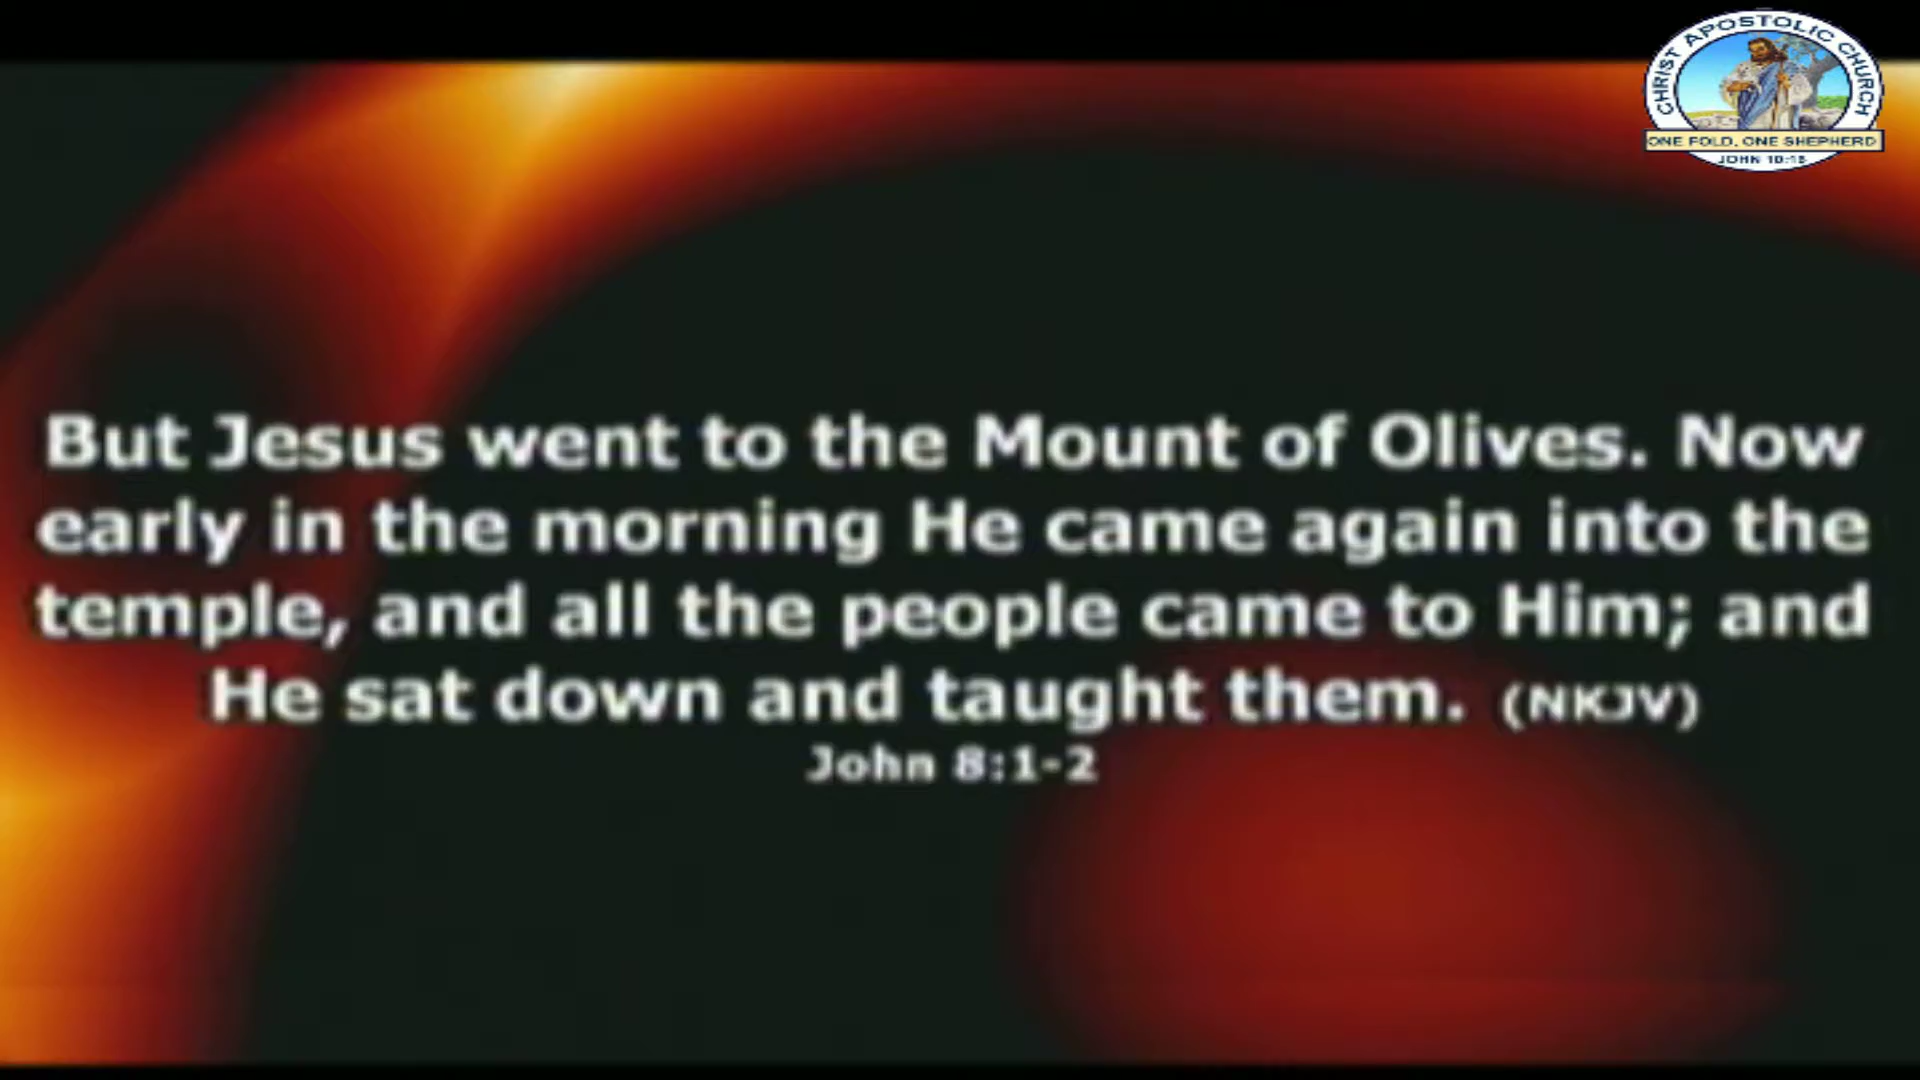 CHRIST APOSTOLIC CHURCH
ONE FOLD, ONE SHEPHERD
JOHN 10:16
But Jesus went to the Mount of Olives. Now
early in the morning He came again into the
temple, and all the people came to Him; and
He sat down and taught them. (NKJV)
John 8:1-2